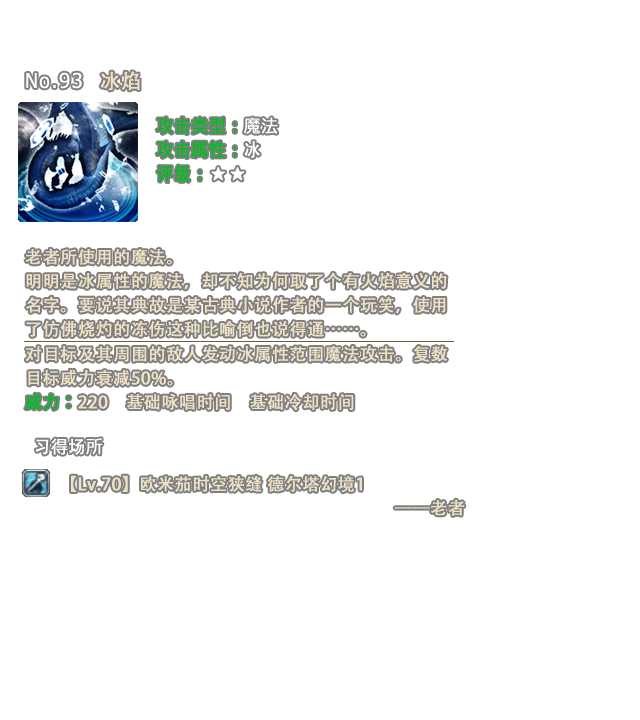 No.93 冰焰
攻击类型：魔法
攻击属性：冰
评级：★★
老者所使用的魔法。
明明是冰属性的魔法，却不知为何取了个有火焰意义的
名字。要说其典故是某古典小说作者的一个玩笑，使用
了仿佛烧灼的冻伤这种比喻倒也说得通……。
对目标及其周围的敌人发动冰属性范围魔法攻击。复数
目标威力衰减50%。
威力：220 基础咏唱时间 基础冷却时间
习得场所
【Lv.70】欧米茄时空狭缝 德尔塔幻境1
——老者